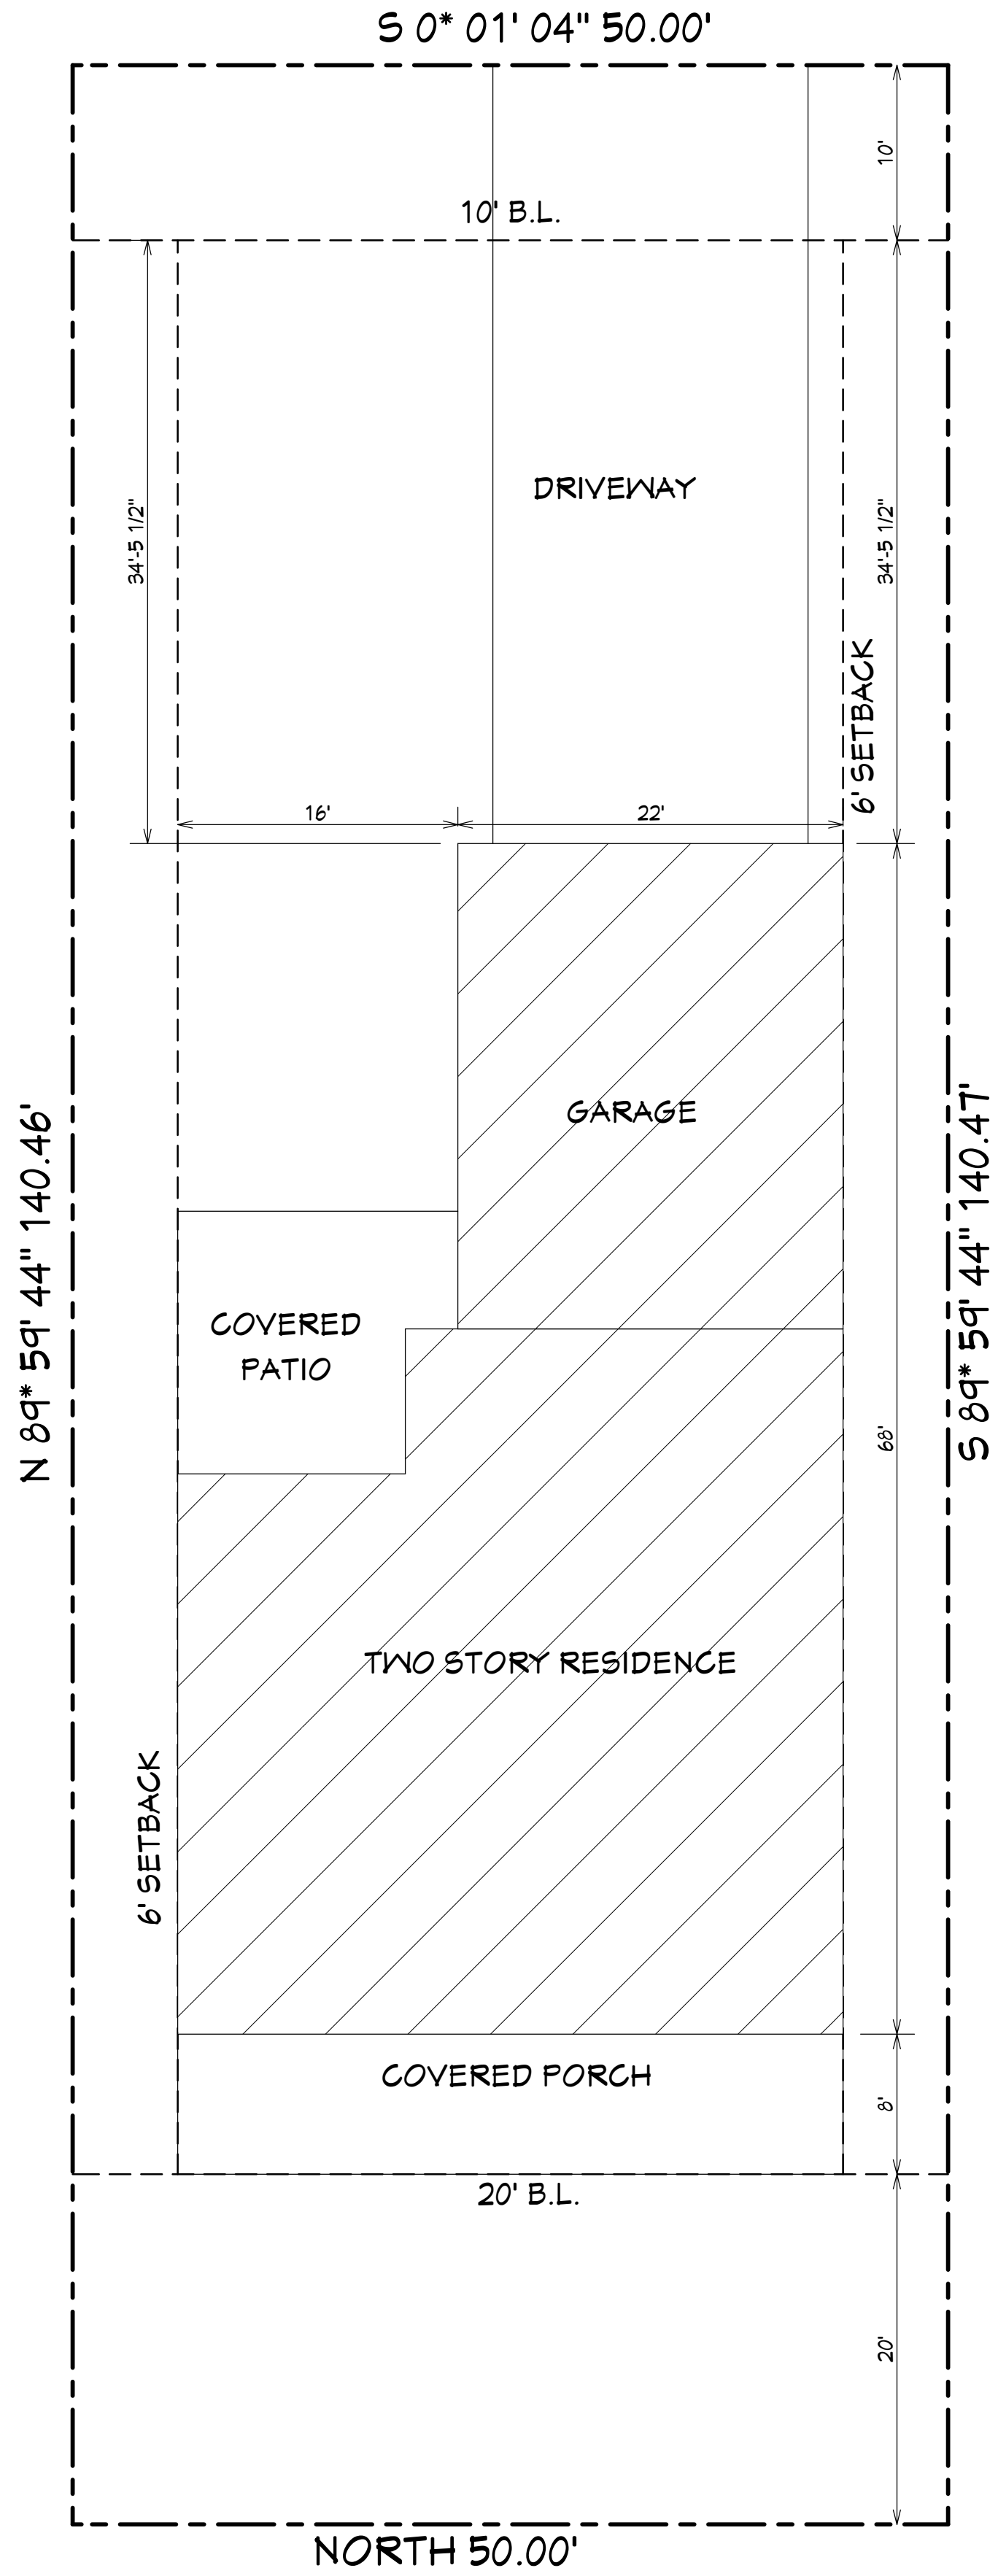 S 0* 01' 04" 50.00'
10'
10' B.L.
DRIVEWAY
34'-5 1/2"
34'-5 1/2"
6' SETBACK
16'
22'
GARAGE
N 89* 59' 44" 140.46'
S 89* 59' 44" 140.47'
COVERED
PATIO
68'
TWO STORY RESIDENCE
6' SETBACK
COVERED PORCH
8'
20' B.L.
20'
NORTH 50.00'